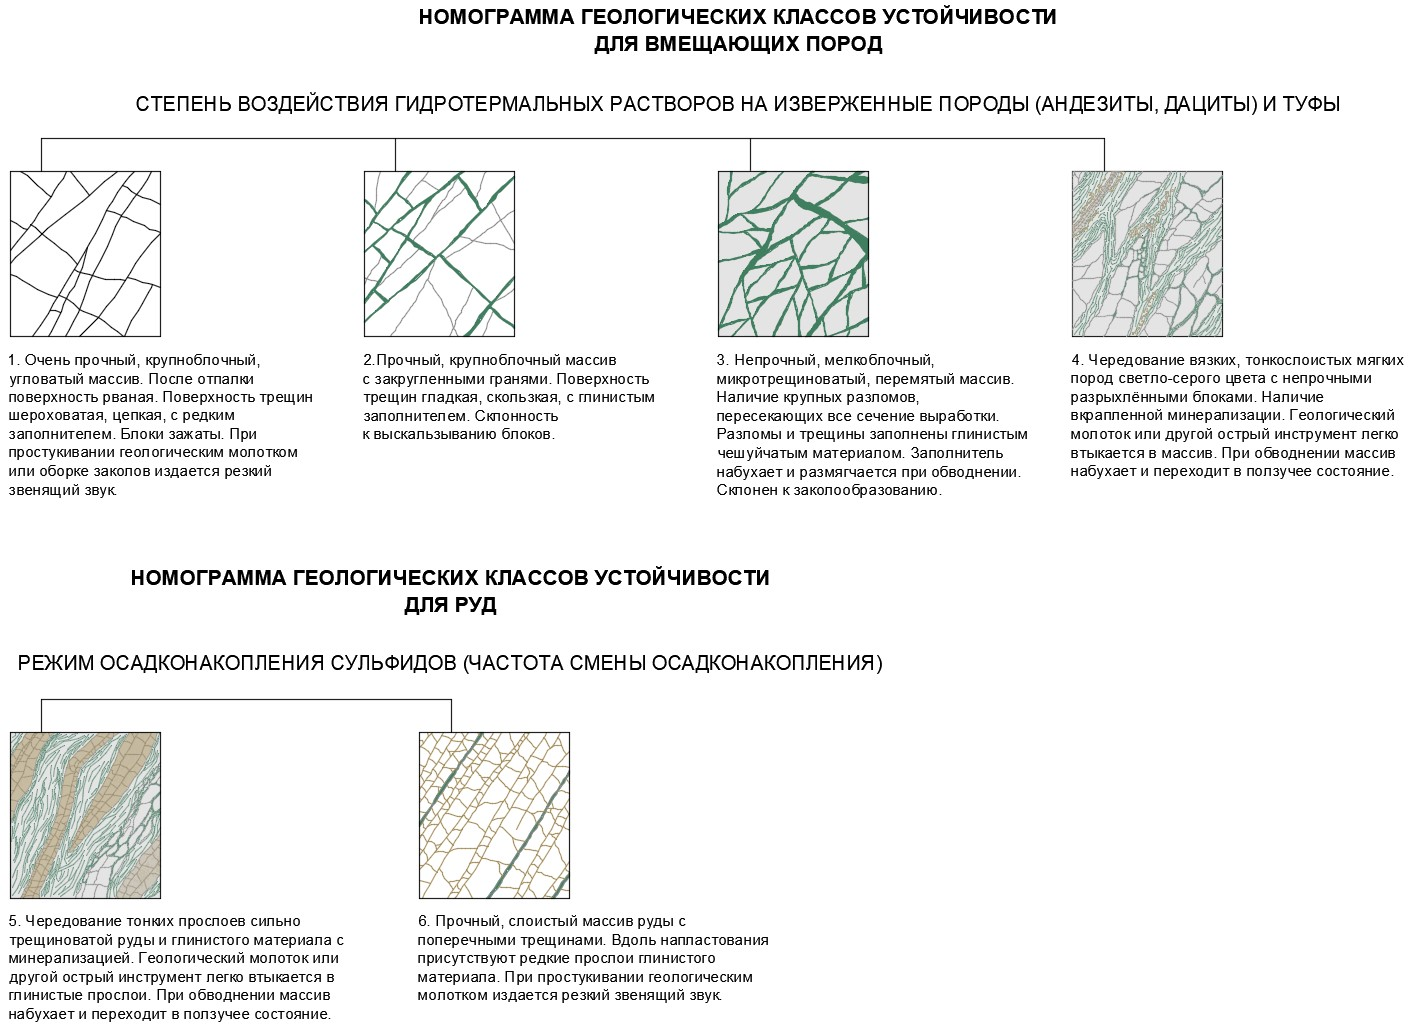 НОМОГРАММА ГЕОЛОГИЧЕСКИХ КЛАССОВ УСТОЙЧИВОСТИ
ДЛЯ ВМЕЩАЮЩИХ ПОРОД
СТЕПЕНЬ ВОЗДЕЙСТВИЯ ГИДРОТЕРМАЛЬНЫХ РАСТВОРОВ НА ИЗВЕРЖЕННЫЕ ПОРОДЫ (АНДЕЗИТЫ, ДАЦИТЫ) И ТУФЫ
1. Очень прочный, крупноблочный,
угловатый массив. После отпалки
поверхность рваная. Поверхность трещин
шероховатая, цепкая, с редким
заполнителем. Блоки зажаты. При
простукивании геологическим молотком
или оборке заколов издается резкий
звенящий звук.
2.Прочный, крупноблочный массив
с закругленными гранями. Поверхность
трещин гладкая, скользкая, с глинистым
заполнителем. Склонность
к выскальзыванию блоков.
3. Непрочный, мелкоблочный,
микротрещиноватый, перемятый массив.
Наличие крупных разломов,
пересекающих все сечение выработки.
Разломы и трещины заполнены глинистым
чешуйчатым материалом. Заполнитель
набухает и размягчается при обводнении.
Склонен к заколообразованию.
4. Чередование вязких, тонкослоистых мягких
пород светло-серого цвета с непрочными
разрыхлёнными блоками. Наличие
вкрапленной минерализации. Геологический
молоток или другой острый инструмент легко
втыкается в массив. При обводнении массив
набухает и переходит в ползучее состояние.
НОМОГРАММА ГЕОЛОГИЧЕСКИХ КЛАССОВ УСТОЙЧИВОСТИ
ДЛЯ РУД
РЕЖИМ ОСАДКОНАКОПЛЕНИЯ СУЛЬФИДОВ (ЧАСТОТА СМЕНЫ ОСАДКОНАКОПЛЕНИЯ)
5. Чередование тонких прослоев сильно
трещиноватой руды и глинистого материала с
минерализацией. Геологический молоток или
другой острый инструмент легко втыкается в
глинистые прослои. При обводнении массив
набухает и переходит в ползучее состояние.
6. Прочный, слоистый массив руды с
поперечными трещинами. Вдоль напластования
присутствуют редкие прослои глинистого
материала. При простукивании геологическим
молотком издается резкий звенящий звук.